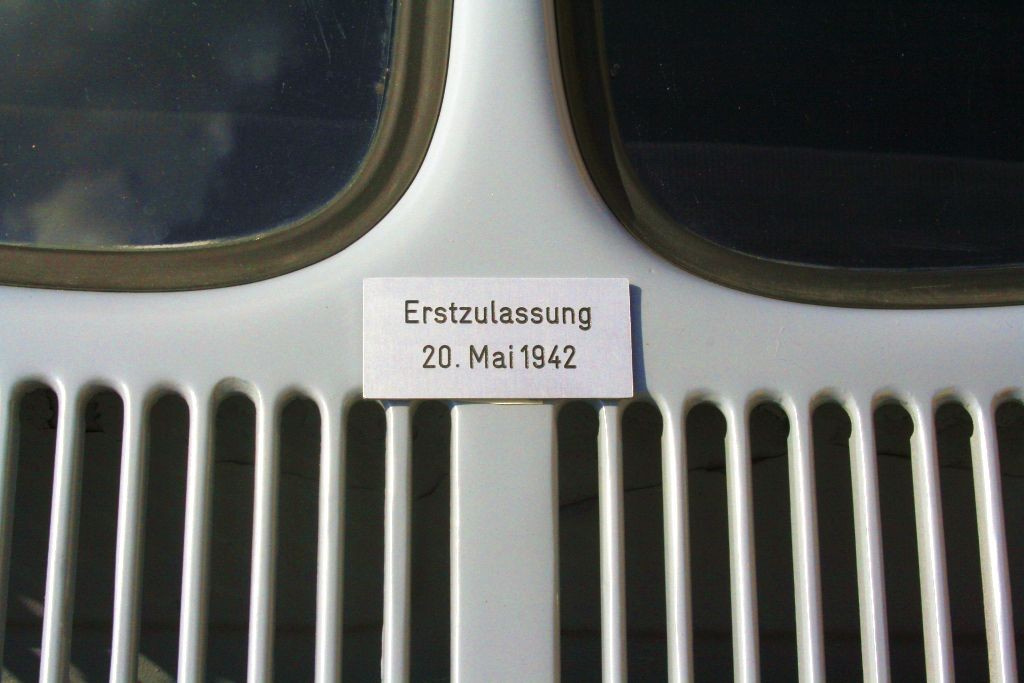 Erstzulassung
20. Mai 1942